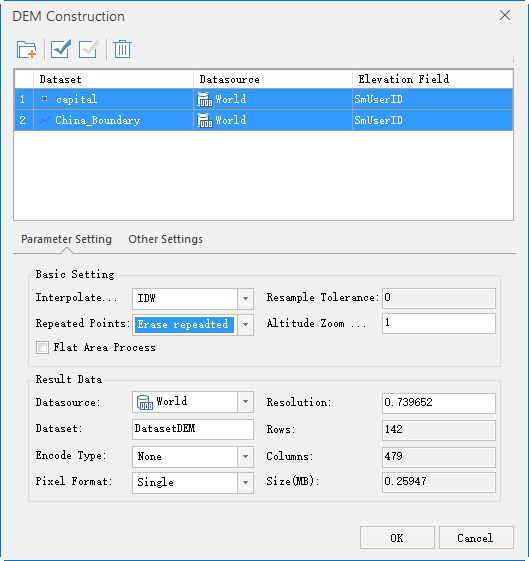 DEM Construction
Dataset Datasource Elevation Field
1 capital World SmUserID
2 China_Boundary World SmUserID
Parameter Setting Other Settings
Basic Setting
Interpolate... IDW Resample Tolerance: 0
Repeated Points: Erase repeadted Altitude Zoom ... 1
Flat Area Process
Result Data
Datasource: World Resolution: 0.739652
Dataset: DatasetDEM Rows: 142
Encode Type: None Columns: 479
Pixel Format: Single Size(MB): 0.25947
OK Cancel